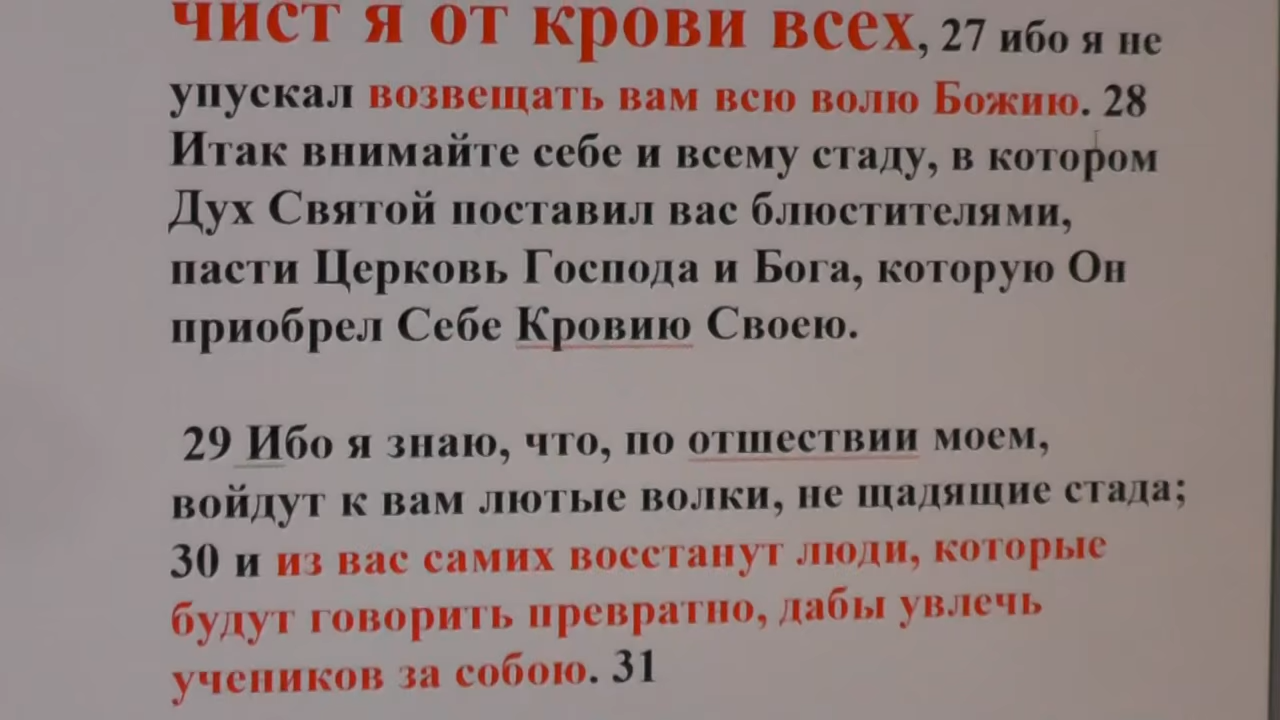 чист я от крови всех, 27 ибо я не
упускал возвещать вам всю волю Божию. 28
Итак внимайте себе и всему стаду, в котором
Дух Святой поставил вас блюстителями,
пасти Церковь Господа и Бога, которую Он
приобрел Себе Кровию Своею.
29 Ибо я знаю, что, по отшествии моем,
войдут к вам лютые волки, не щадящие стада;
30 и из вас самих восстанут люди, которые
будут говорить превратно, дабы увлечь
учеников за собою. 31